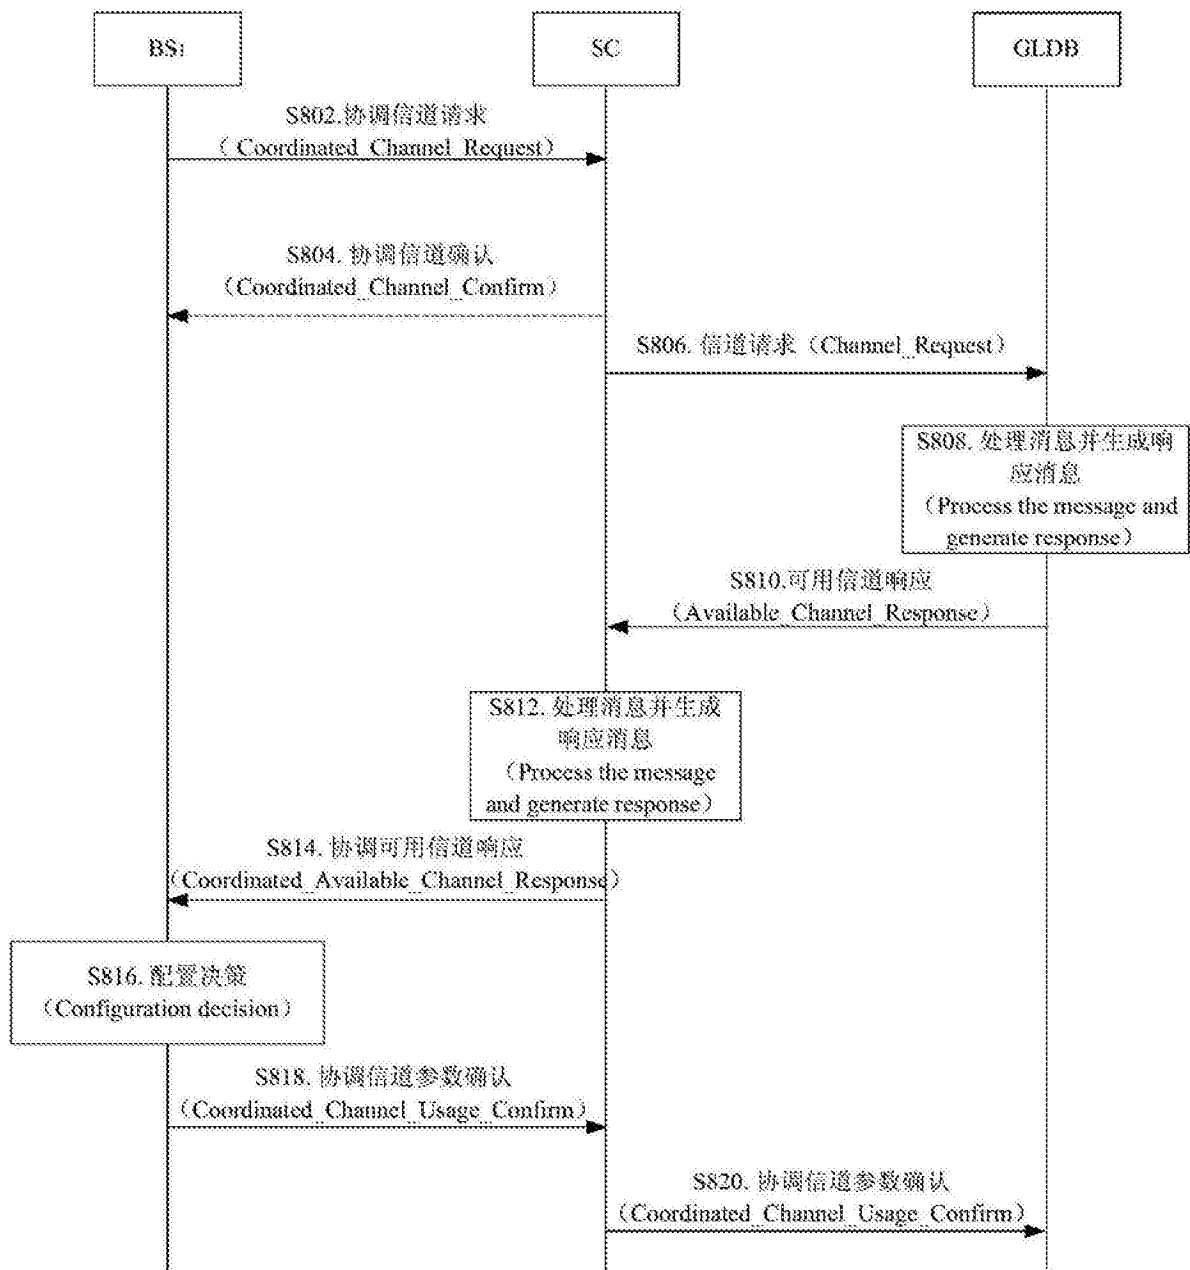 BS1
SC
GLDB
S802.协调信道请求
（Coordinated_Channel_Request）
S804. 协调信道确认
（Coordinated_Channel_Confirm）
S806. 信道请求（Channel_Request）
S808. 处理消息并生成响
应消息
（Process the message and
generate response）
S810.可用信道响应
（Available_Channel_Response）
S812. 处理消息并生成
响应消息
（Process the message
and generate response）
S814. 协调可用信道响应
（Coordinated_Available_Channel_Response）
S816. 配置决策
（Configuration decision）
S818. 协调信道参数确认
（Coordinated_Channel_Usage_Confirm）
S820. 协调信道参数确认
（Coordinated_Channel_Usage_Confirm）